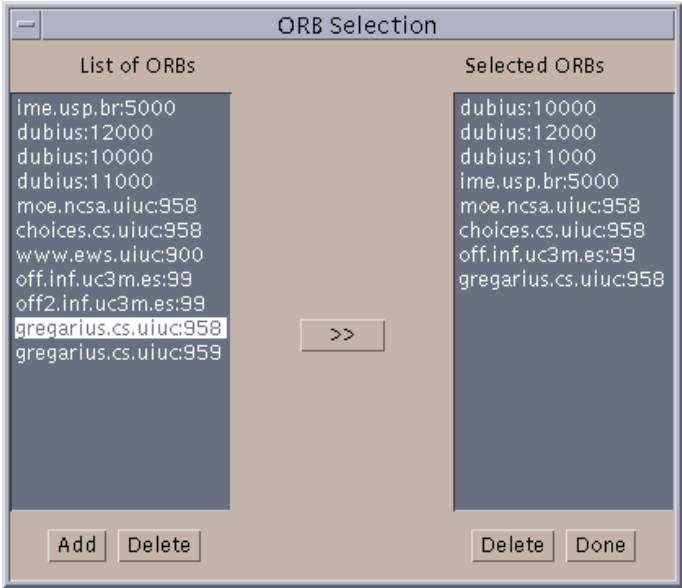 ORB Selection
List of ORBs
ime.usp.br:5000
dubius:12000
dubius:10000
dubius:11000
moe.ncsa.uiuc:958
choices.cs.uiuc:958
www.ews.uiuc:900
off.inf.uc3m.es:99
off2.inf.uc3m.es:99
gregarius.cs.uiuc:958
gregarius.cs.uiuc:959
Add Delete
>>
Selected ORBs
dubius:10000
dubius:12000
dubius:11000
ime.usp.br:5000
moe.ncsa.uiuc:958
choices.cs.uiuc:958
off.inf.uc3m.es:99
gregarius.cs.uiuc:958
Delete Done